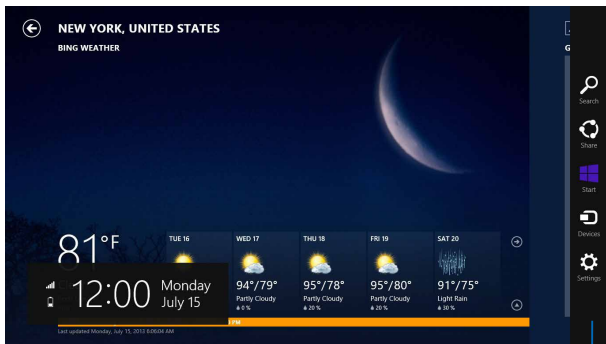 NEW YORK, UNITED STATES
BING WEATHER
81°F
TUE 16
WED 17
94°/79°
Partly Cloudy
0 %
THU 18
95°/78°
Partly Cloudy
20 %
FRI 19
95°/80°
Partly Cloudy
20 %
SAT 20
91°/75°
Light Rain
30 %
12:00
Monday
July 15
PM
Last updated Monday, July 15, 2013 8:06:04 AM
G
Search
Share
Start
Devices
Settings